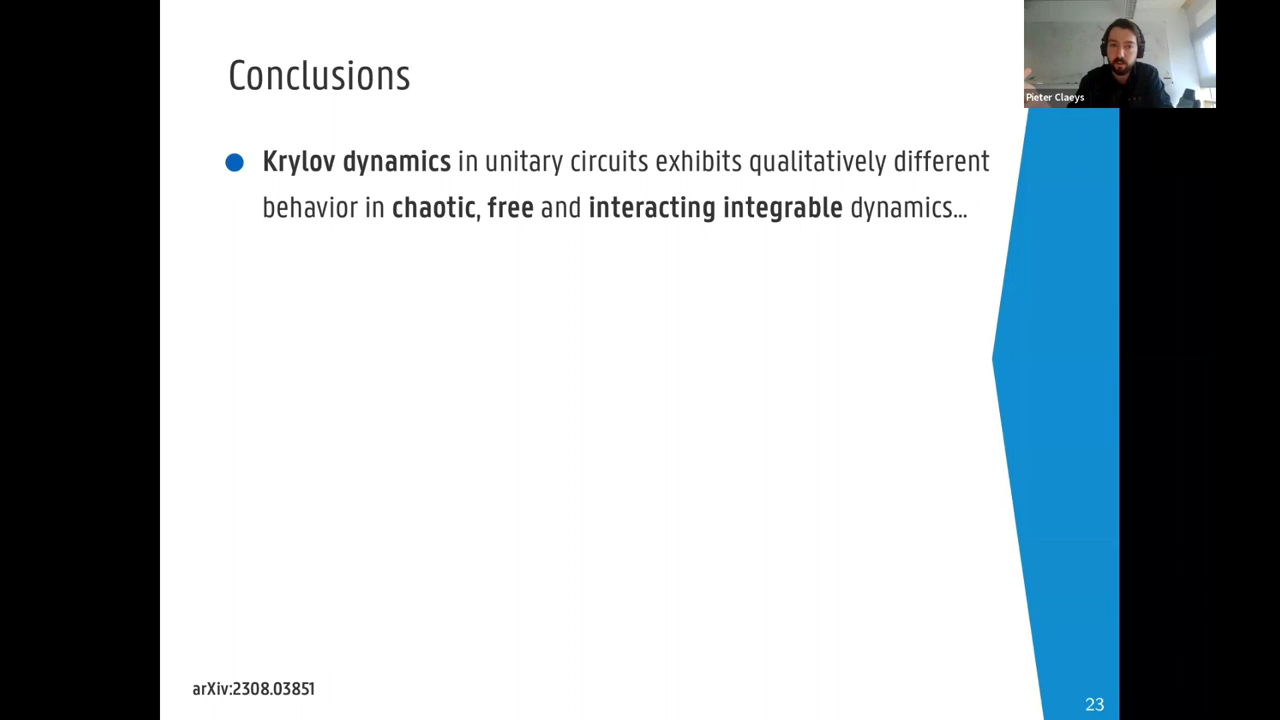 Conclusions
Pieter Claeys
Krylov dynamics in unitary circuits exhibits qualitatively different
behavior in chaotic, free and interacting integrable dynamics...
arXiv:2308.03851
23